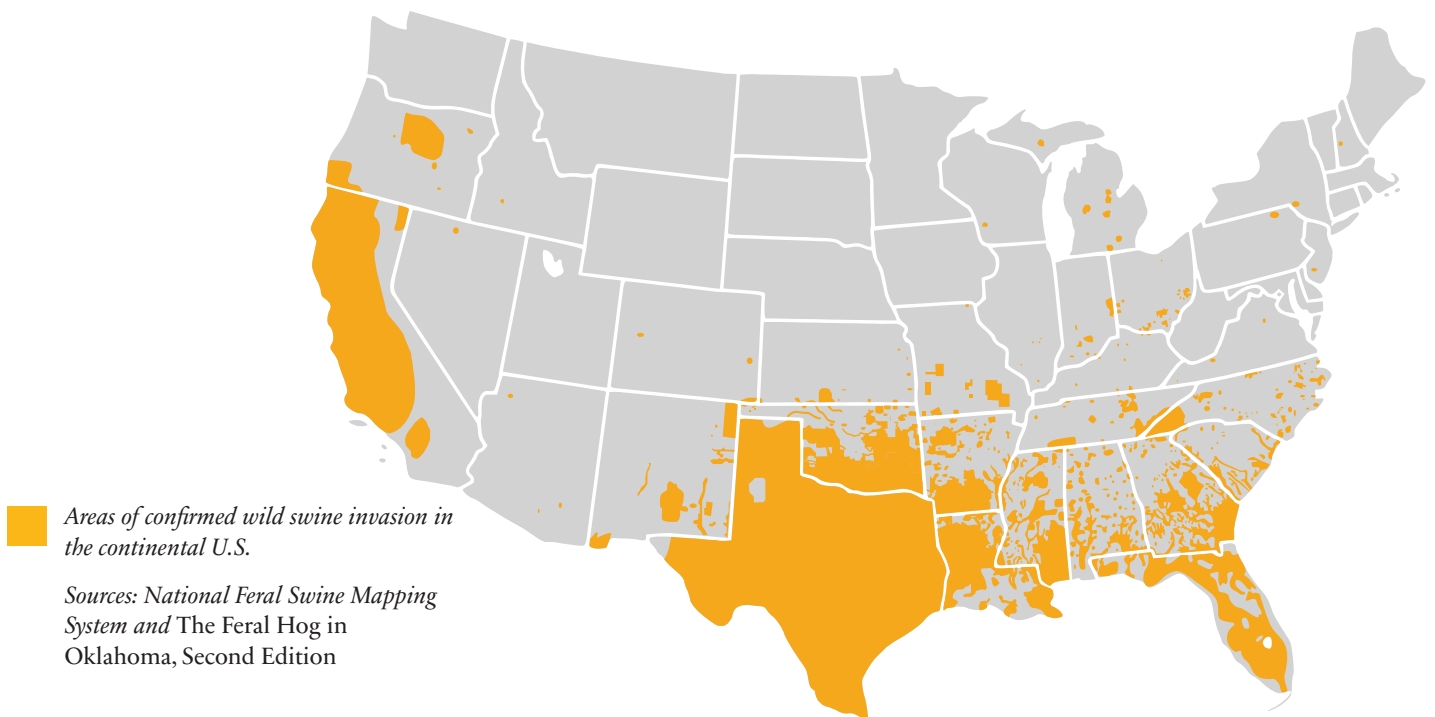 Areas of confirmed wild swine invasion in
the continental U.S.
Sources: National Feral Swine Mapping
System and The Feral Hog in
Oklahoma, Second Edition